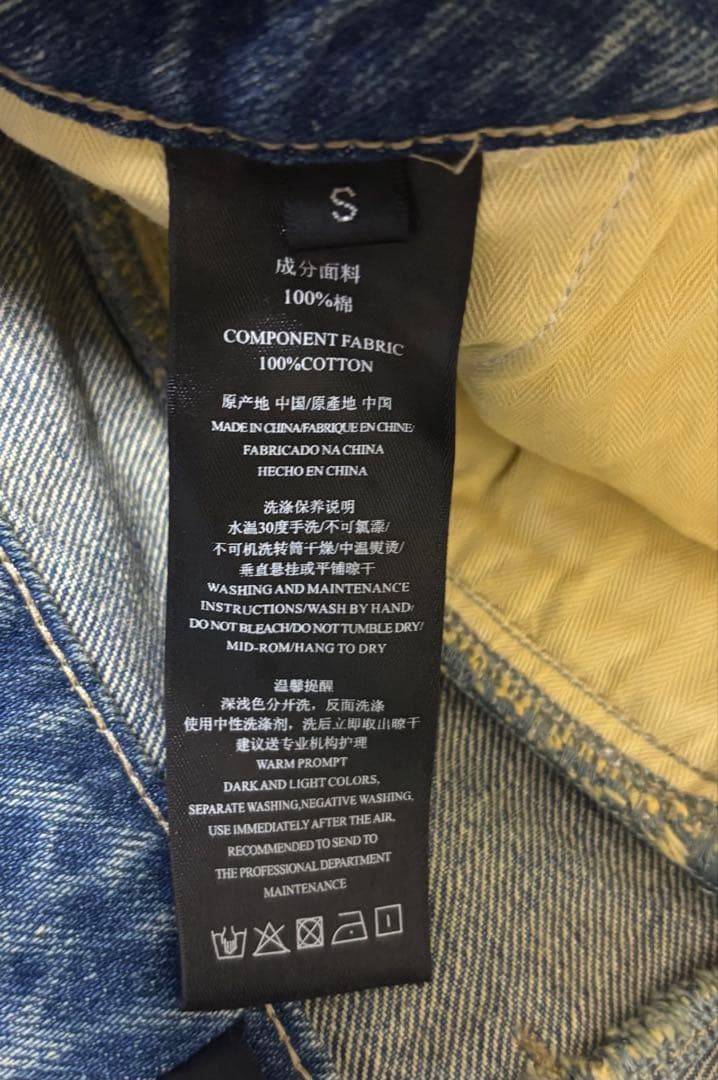 S
成分面料
100%棉
COMPONENT FABRIC
100%COTTON
原产地 中国/原產地 中国
MADE IN CHINA/FABRIQUE EN CHINE/
FABRICADO NA CHINA
HECHO EN CHINA
洗涤保养说明
水温30度手洗/不可氯漂/
不可机洗转筒干燥/中温熨烫/
垂直悬挂或平铺晾干
WASHING AND MAINTENANCE
INSTRUCTIONS/WASH BY HAND/
DO NOT BLEACH/DO NOT TUMBLE DRY/
MID-ROM/HANG TO DRY
温馨提醒
深浅色分开洗，反面洗涤
使用中性洗涤剂，洗后立即取出晾干
建议送专业机构护理
WARM PROMPT
DARK AND LIGHT COLORS,
SEPARATE WASHING,NEGATIVE WASHING,
USE IMMEDIATELY AFTER THE AIR,
RECOMMENDED TO SEND TO
THE PROFESSIONAL DEPARTMENT
MAINTENANCE